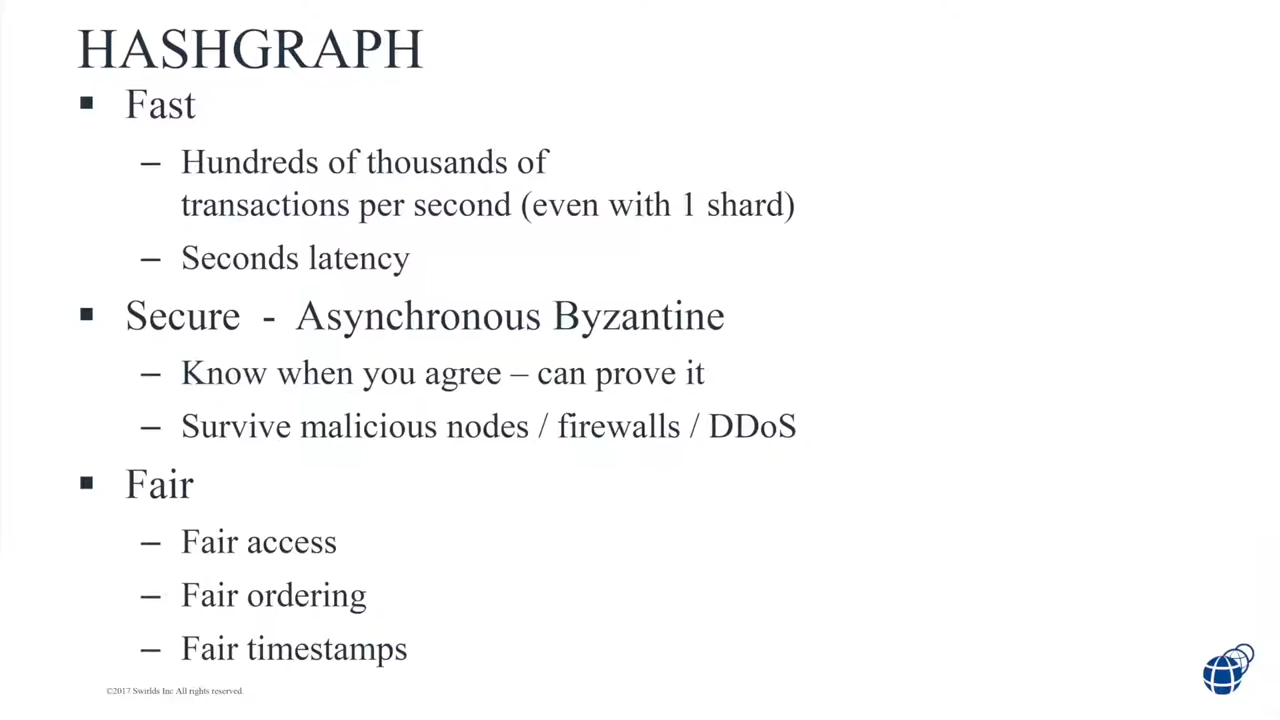 HASHGRAPH
▪ Fast
– Hundreds of thousands of
transactions per second (even with 1 shard)
– Seconds latency
▪ Secure - Asynchronous Byzantine
– Know when you agree – can prove it
– Survive malicious nodes / firewalls / DDoS
▪ Fair
– Fair access
– Fair ordering
– Fair timestamps
©2017 Swirlds Inc All rights reserved.